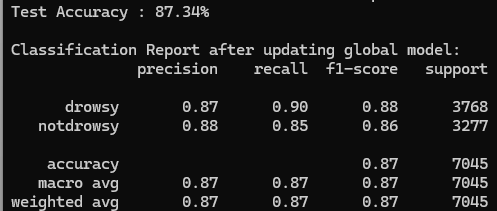 Test Accuracy : 87.34%
Classification Report after updating global model:
precision recall f1-score support
drowsy 0.87 0.90 0.88 3768
notdrowsy 0.88 0.85 0.86 3277
accuracy 0.87 7045
macro avg 0.87 0.87 0.87 7045
weighted avg 0.87 0.87 0.87 7045